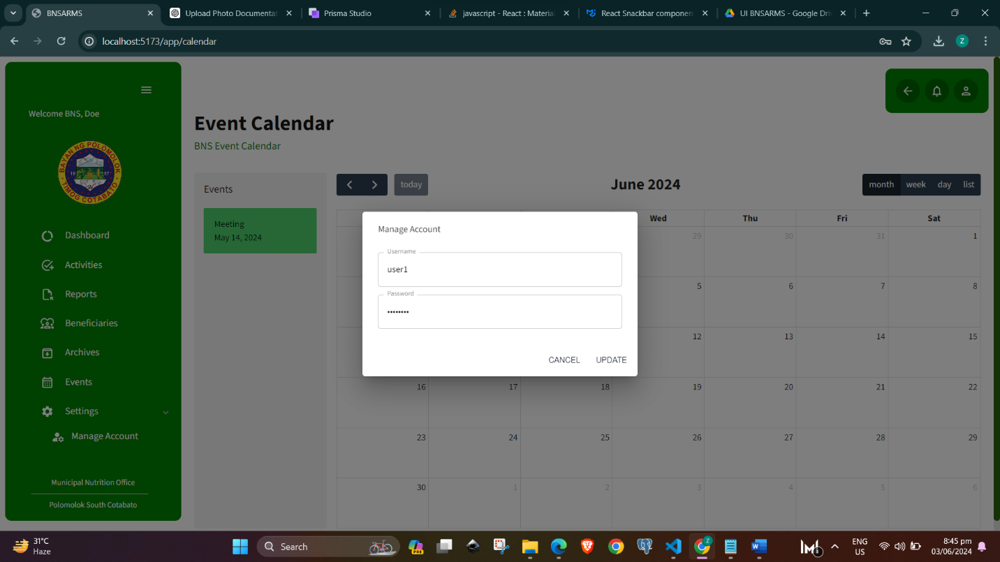 BNSARMS
Upload Photo Documentat
Prisma Studio
javascript - React : Material
React Snackbar componen
UI BNSARMS - Google Dri
localhost:5173/app/calendar
Z
Welcome BNS, Doe
BAYAN NG POLOMOLOK
19 57
TIMOG COTABATO
Dashboard
Activities
Reports
Beneficiaries
Archives
Events
Settings
Manage Account
Municipal Nutrition Office
Polomolok South Cotabato
Event Calendar
BNS Event Calendar
Events
Meeting
May 14, 2024
today
June 2024
month week day list
Wed Thu Fri Sat
29 30 31 1
5 6 7 8
12 13 14 15
16 17 18 19 20 21 22
23 24 25 26 27 28 29
30 1 2 3 4 5 6
Manage Account
Username
user1
Password
••••••••
CANCEL UPDATE
31°C
Haze
Search
PRE
Z
ENG
US
8:45 pm
03/06/2024